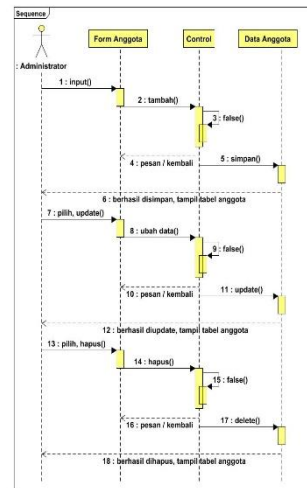 Sequence
Form Anggota
Control
Data Anggota
: Administrator
1 : input()
2 : tambah()
3 : false()
4 : pesan / kembali
5 : simpan()
6 : berhasil disimpan, tampil tabel anggota
7 : pilih, update()
8 : ubah data()
9 : false()
10 : pesan / kembali
11 : update()
12 : berhasil diupdate, tampil tabel anggota
13 : pilih, hapus()
14 : hapus()
15 : false()
16 : pesan / kembali
17 : delete()
18 : berhasil dihapus, tampil tabel anggota